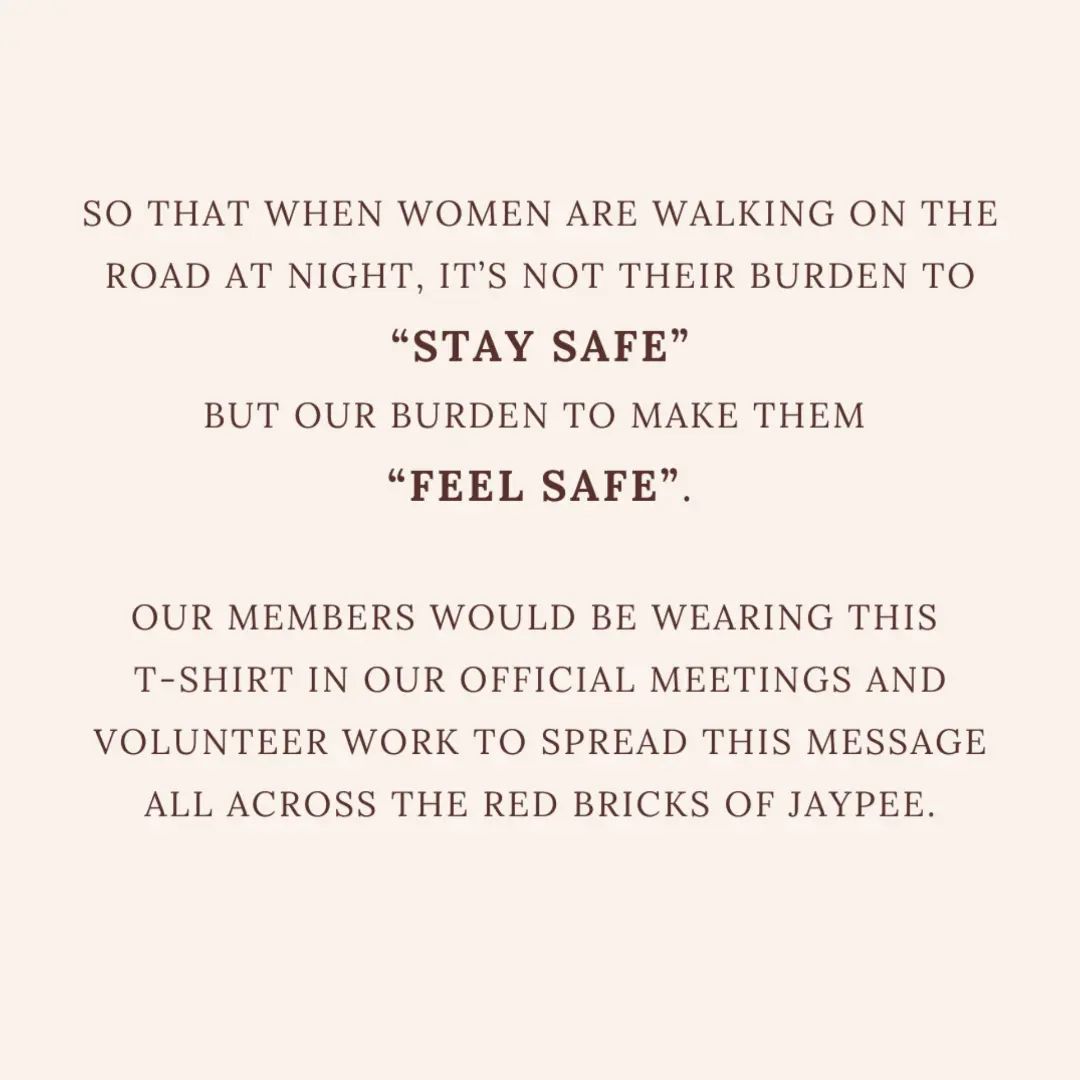 SO THAT WHEN WOMEN ARE WALKING ON THE
ROAD AT NIGHT, IT’S NOT THEIR BURDEN TO
“STAY SAFE”
BUT OUR BURDEN TO MAKE THEM
“FEEL SAFE”.
OUR MEMBERS WOULD BE WEARING THIS
T-SHIRT IN OUR OFFICIAL MEETINGS AND
VOLUNTEER WORK TO SPREAD THIS MESSAGE
ALL ACROSS THE RED BRICKS OF JAYPEE.